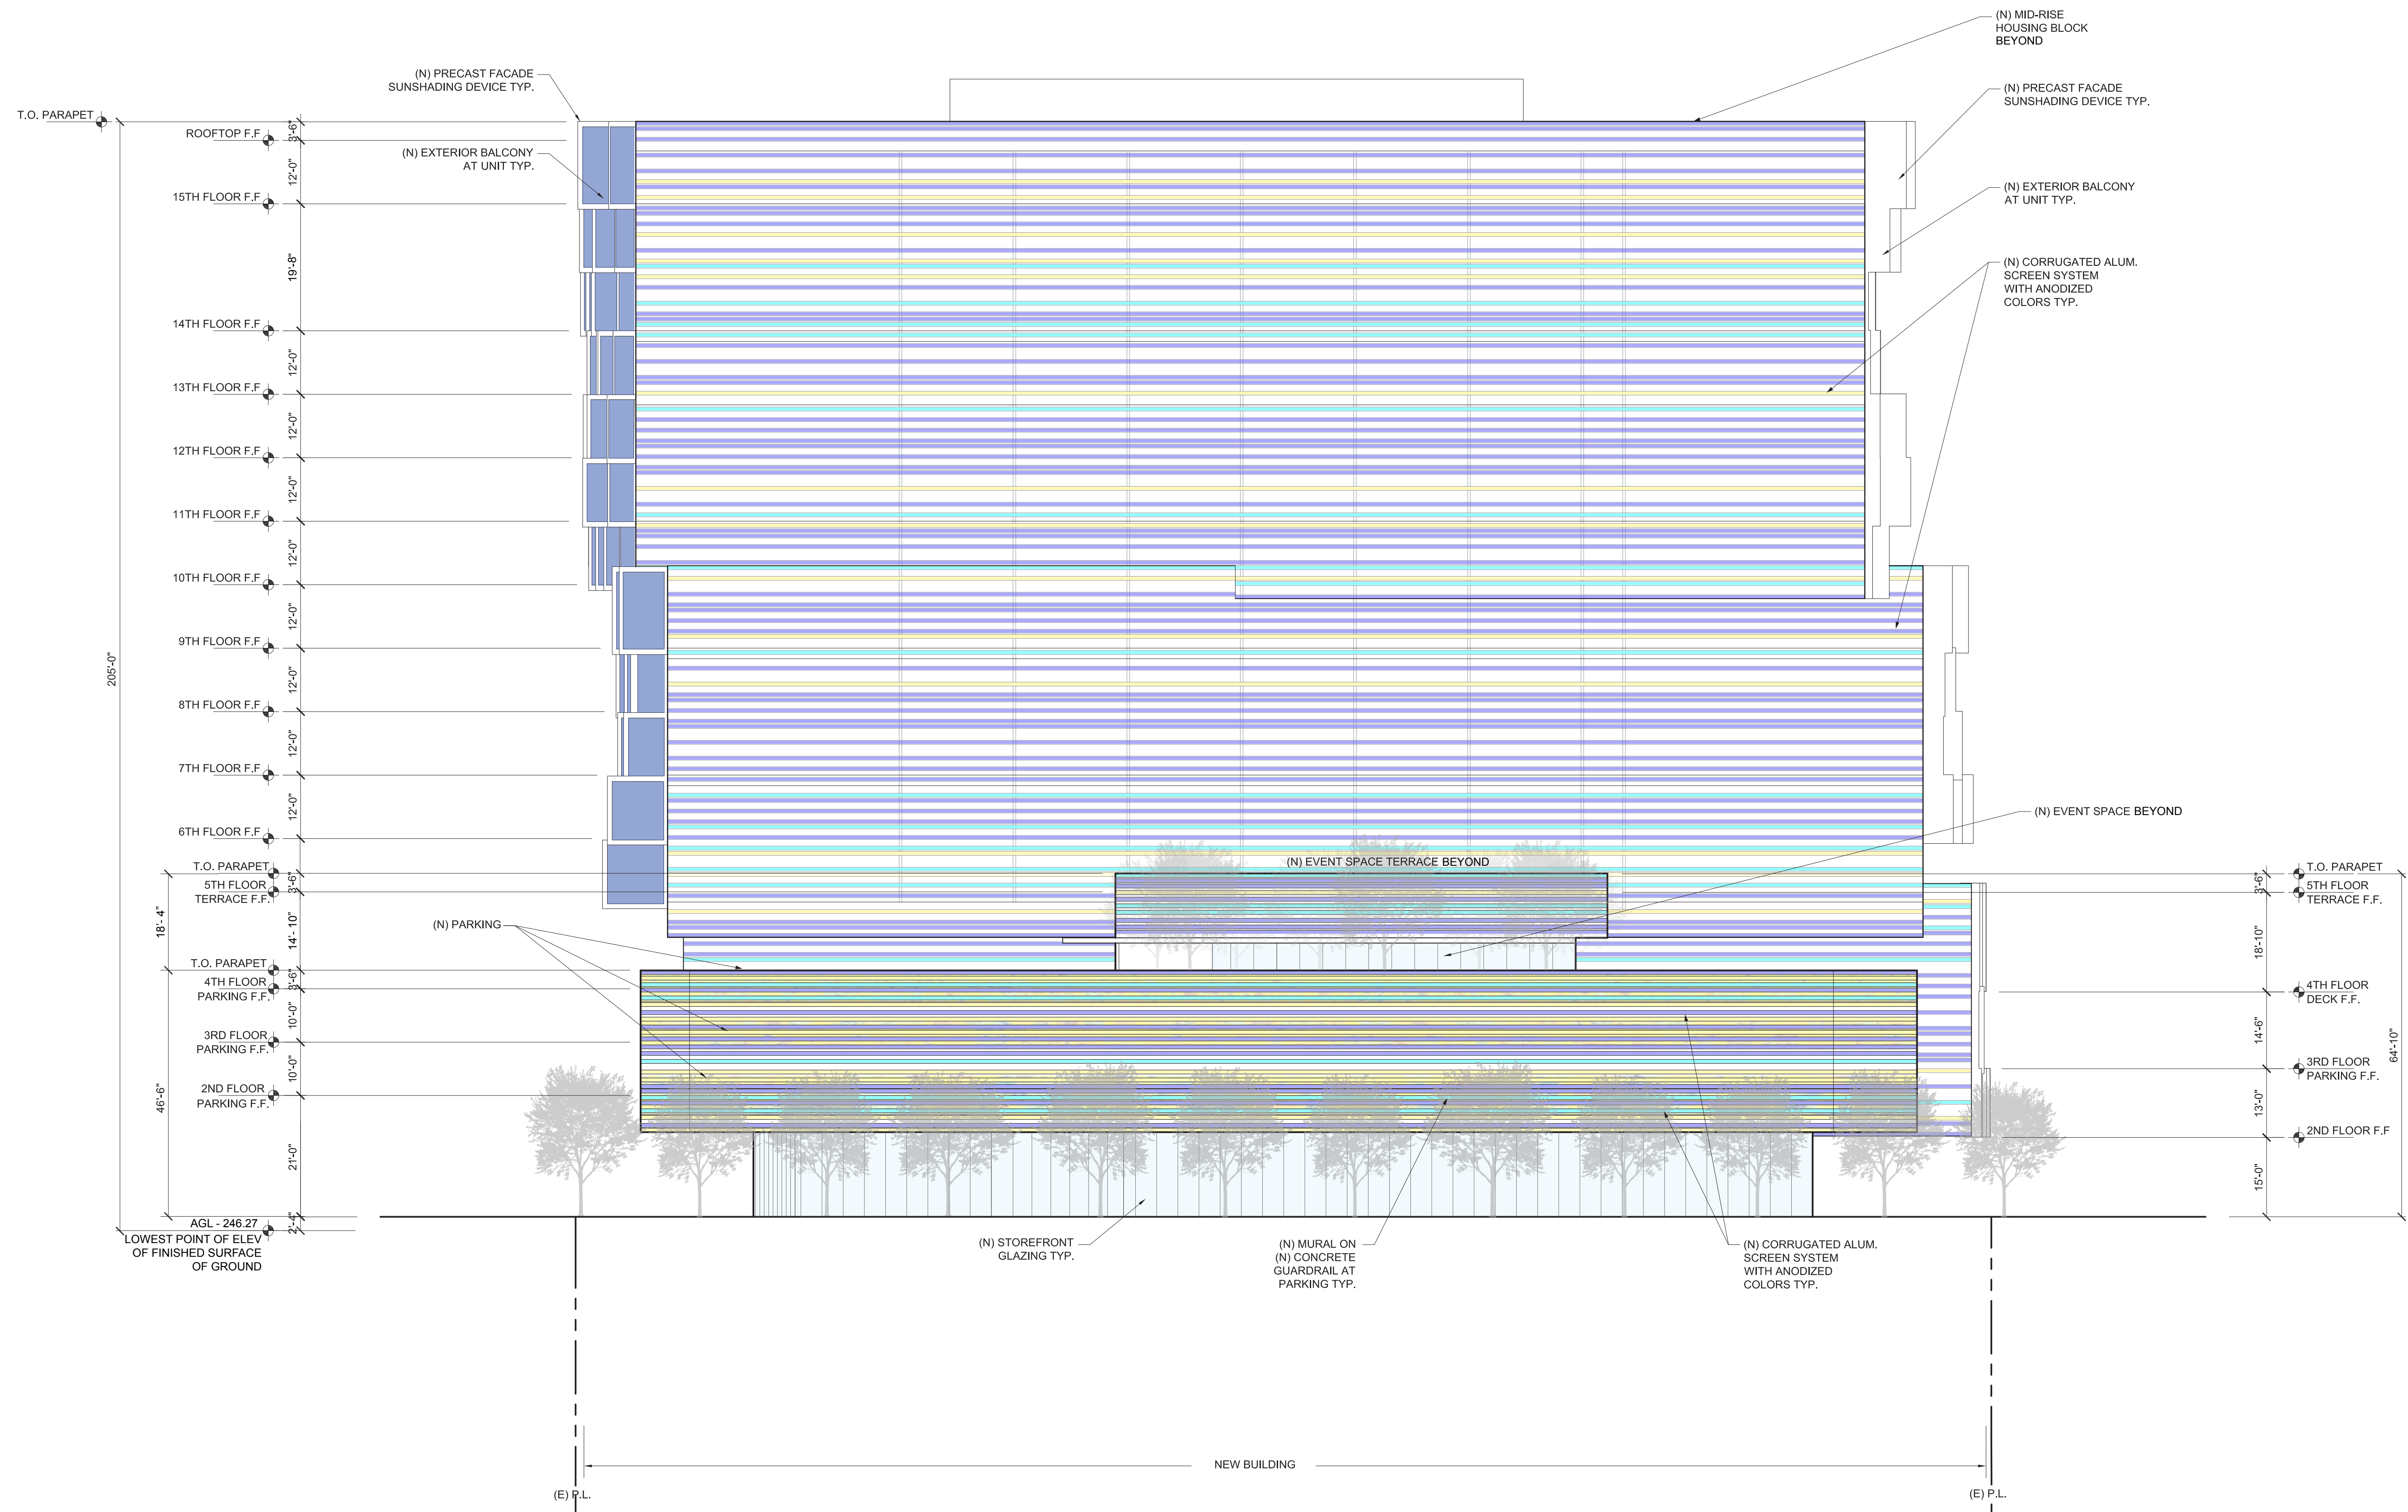 (N) MID-RISE
HOUSING BLOCK
BEYOND
(N) PRECAST FACADE
SUNSHADING DEVICE TYP.
(N) PRECAST FACADE
SUNSHADING DEVICE TYP.
T.O. PARAPET
3'-6"
ROOFTOP F.F
(N) EXTERIOR BALCONY
AT UNIT TYP.
12'-0"
(N) EXTERIOR BALCONY
AT UNIT TYP.
15TH FLOOR F.F
19'-8"
(N) CORRUGATED ALUM.
SCREEN SYSTEM
WITH ANODIZED
COLORS TYP.
14TH FLOOR F.F
12'-0"
13TH FLOOR F.F
12'-0"
12TH FLOOR F.F
12'-0"
11TH FLOOR F.F
12'-0"
10TH FLOOR F.F
12'-0"
9TH FLOOR F.F
205'-0"
12'-0"
8TH FLOOR F.F
12'-0"
7TH FLOOR F.F
12'-0"
6TH FLOOR F.F
(N) EVENT SPACE BEYOND
(N) EVENT SPACE TERRACE BEYOND
T.O. PARAPET
3'-6"
5TH FLOOR
TERRACE F.F.
18'- 4"
14'- 10"
(N) PARKING
T.O. PARAPET
3'-6"
4TH FLOOR
PARKING F.F.
10'-0"
3RD FLOOR
PARKING F.F.
10'-0"
2ND FLOOR
PARKING F.F.
46'-6"
21'-0"
AGL - 246.27
2'-4"
LOWEST POINT OF ELEV
OF FINISHED SURFACE
OF GROUND
T.O. PARAPET
3'-6"
5TH FLOOR
TERRACE F.F.
18'-10"
4TH FLOOR
DECK F.F.
14'-6"
64'-10"
3RD FLOOR
PARKING F.F.
13'-0"
2ND FLOOR F.F
15'-0"
(N) STOREFRONT
GLAZING TYP.
(N) MURAL ON
(N) CONCRETE
GUARDRAIL AT
PARKING TYP.
(N) CORRUGATED ALUM.
SCREEN SYSTEM
WITH ANODIZED
COLORS TYP.
NEW BUILDING
(E) P.L.
(E) P.L.